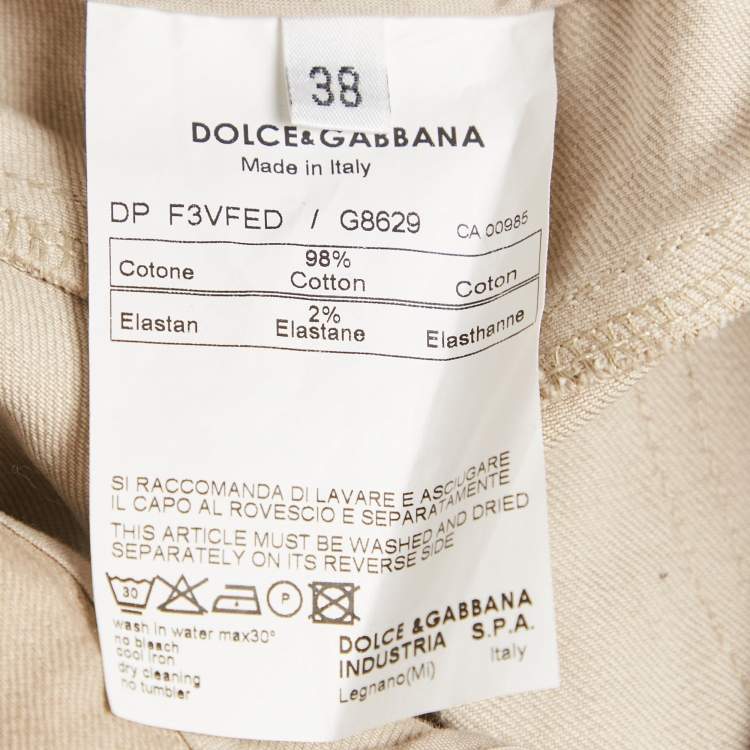 38
DOLCE&GABBANA
Made in Italy
DP F3VFED / G8629 CA 00985
98%
Cotone Cotton Coton
2%
Elastan Elastane Elasthanne
SI RACCOMANDA DI LAVARE E ASCIUGARE
IL CAPO AL ROVESCIO E SEPARATAMENTE
THIS ARTICLE MUST BE WASHED AND DRIED
SEPARATELY ON ITS REVERSE SIDE
30 P
wash in water max30°
no bleach
cool iron
dry cleaning
no tumbler
DOLCE &GABBANA
INDUSTRIA S.P.A.
Legnano(Mi) Italy